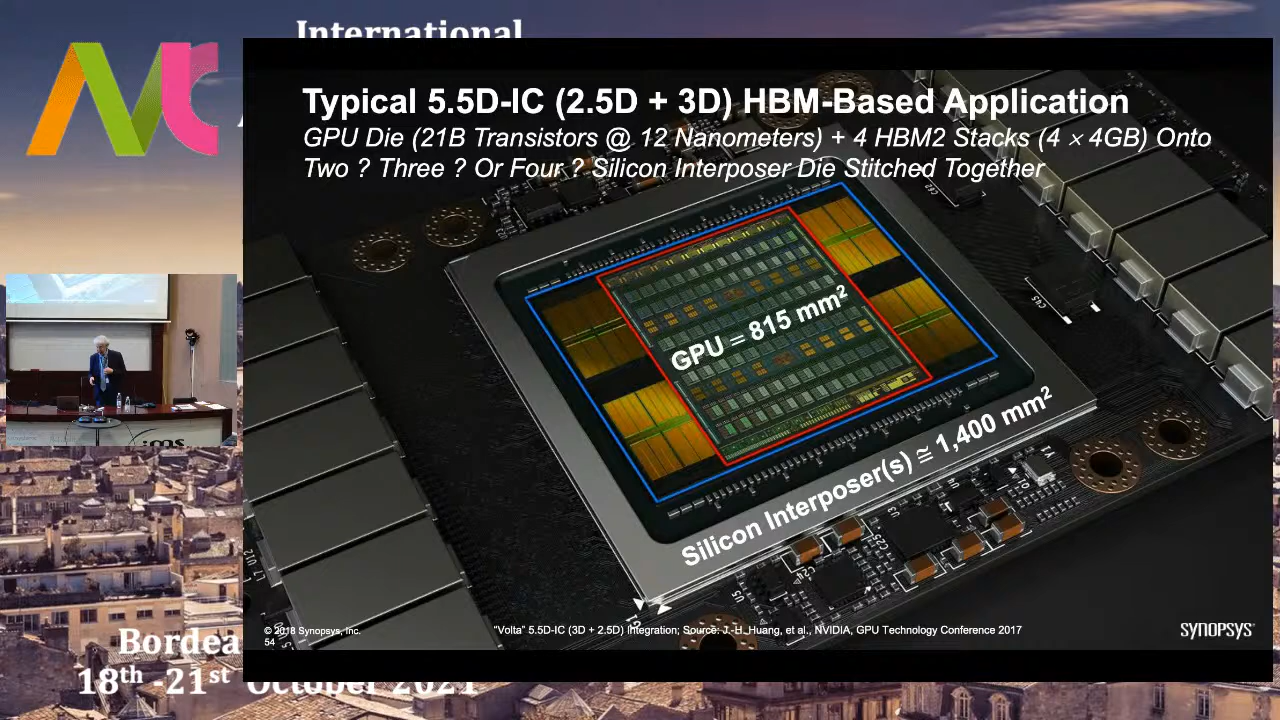 International
Typical 5.5D-IC (2.5D + 3D) HBM-Based Application
GPU Die (21B Transistors @ 12 Nanometers) + 4 HBM2 Stacks (4 × 4GB) Onto
Two ? Three ? Or Four ? Silicon Interposer Die Stitched Together
GPU = 815 mm²
Silicon Interposer(s) ≅ 1,400 mm²
© 2018 Synopsys, Inc.
54
"Volta" 5.5D-IC (3D + 2.5D) Integration; Source: J.-H. Huang, et al., NVIDIA, GPU Technology Conference 2017
SYNOPSYS
ims
Bordea
18th -21st October 2021